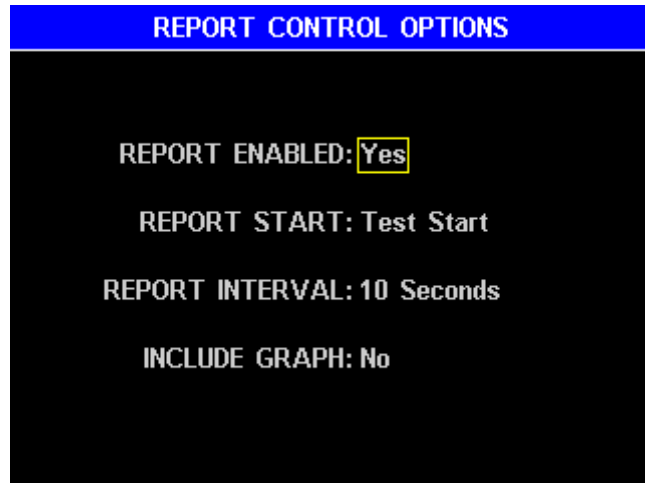 REPORT CONTROL OPTIONS
REPORT ENABLED: Yes
REPORT START: Test Start
REPORT INTERVAL: 10 Seconds
INCLUDE GRAPH: No